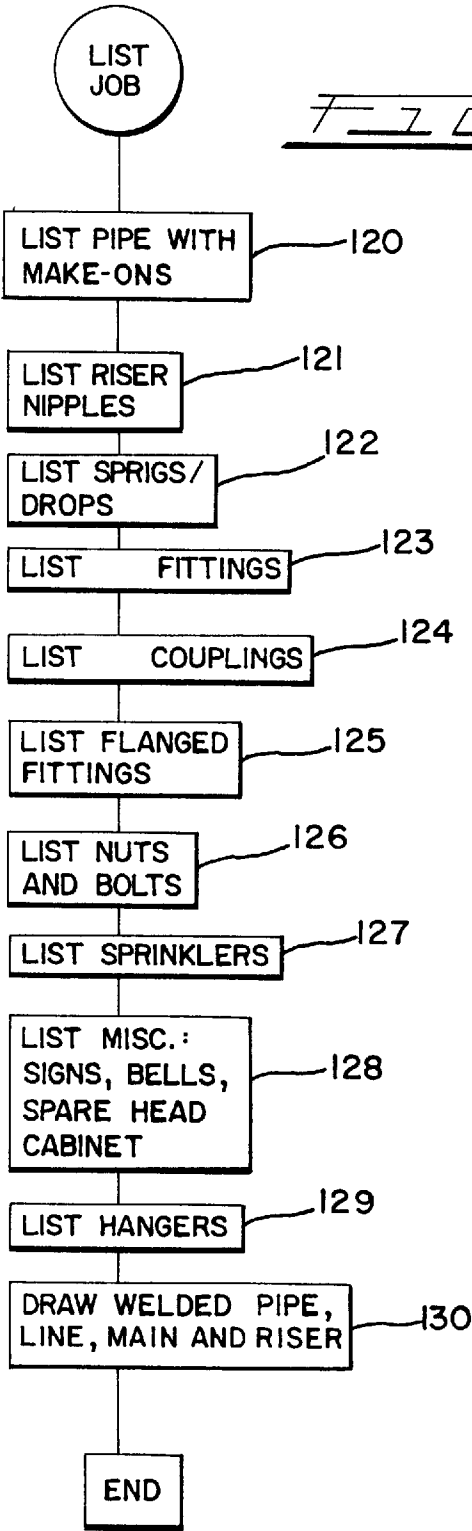 LIST
JOB
LIST PIPE WITH
MAKE-ONS
120
LIST RISER
NIPPLES
121
LIST SPRIGS/
DROPS
122
LIST FITTINGS
123
LIST COUPLINGS
124
LIST FLANGED
FITTINGS
125
LIST NUTS
AND BOLTS
126
LIST SPRINKLERS
127
LIST MISC.:
SIGNS, BELLS,
SPARE HEAD
CABINET
128
LIST HANGERS
129
DRAW WELDED PIPE,
LINE, MAIN AND RISER
130
END